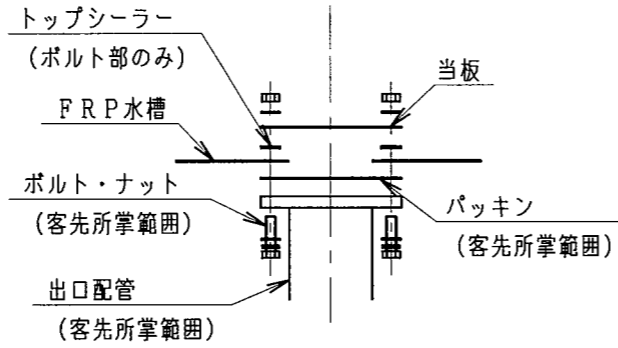 トップシーラー
(ボルト部のみ)
当板
ＦＲＰ水槽
ボルト・ナット
(客先所掌範囲)
パッキン
(客先所掌範囲)
出口配管
(客先所掌範囲)